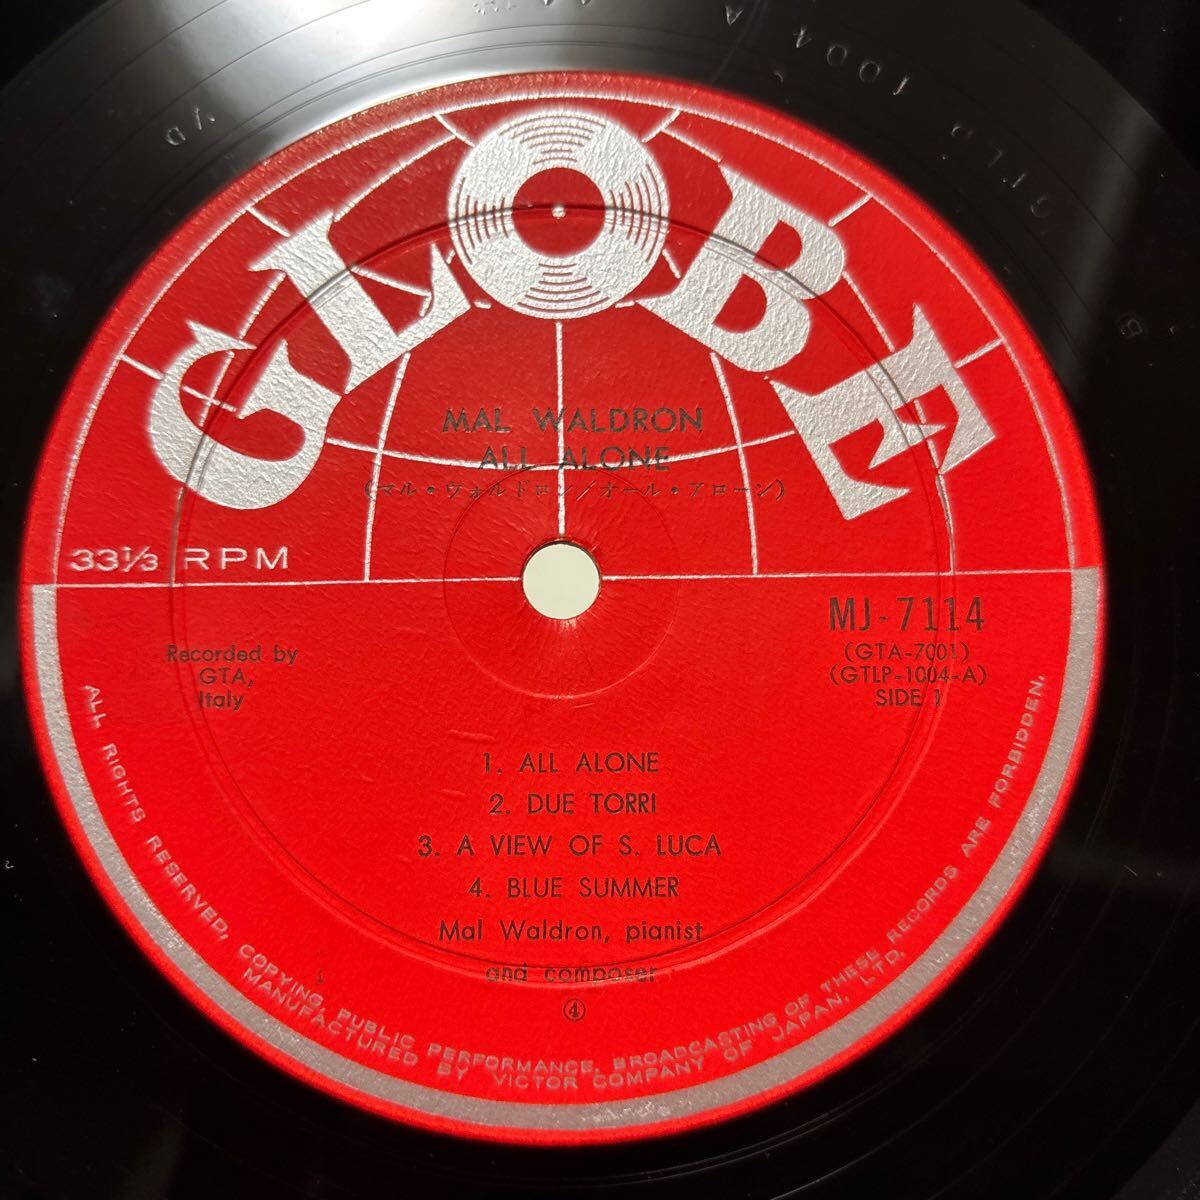 GLOBE
MAL WALDRON
ALL ALONE
(マル・ウォルドロン/オール・アローン)
33⅓ RPM
MJ-7114
(GTA-7001)
(GTLP-1004-A)
SIDE 1
Recorded by
GTA,
Italy
1. ALL ALONE
2. DUE TORRI
3. A VIEW OF S. LUCA
4. BLUE SUMMER
Mal Waldron, pianist
and composer
④
ALL RIGHTS RESERVED, COPYING, PUBLIC PERFORMANCE, BROADCASTING OF THESE RECORDS ARE FORBIDDEN.
MANUFACTURED BY VICTOR COMPANY OF JAPAN, LTD.
VD
1004
B